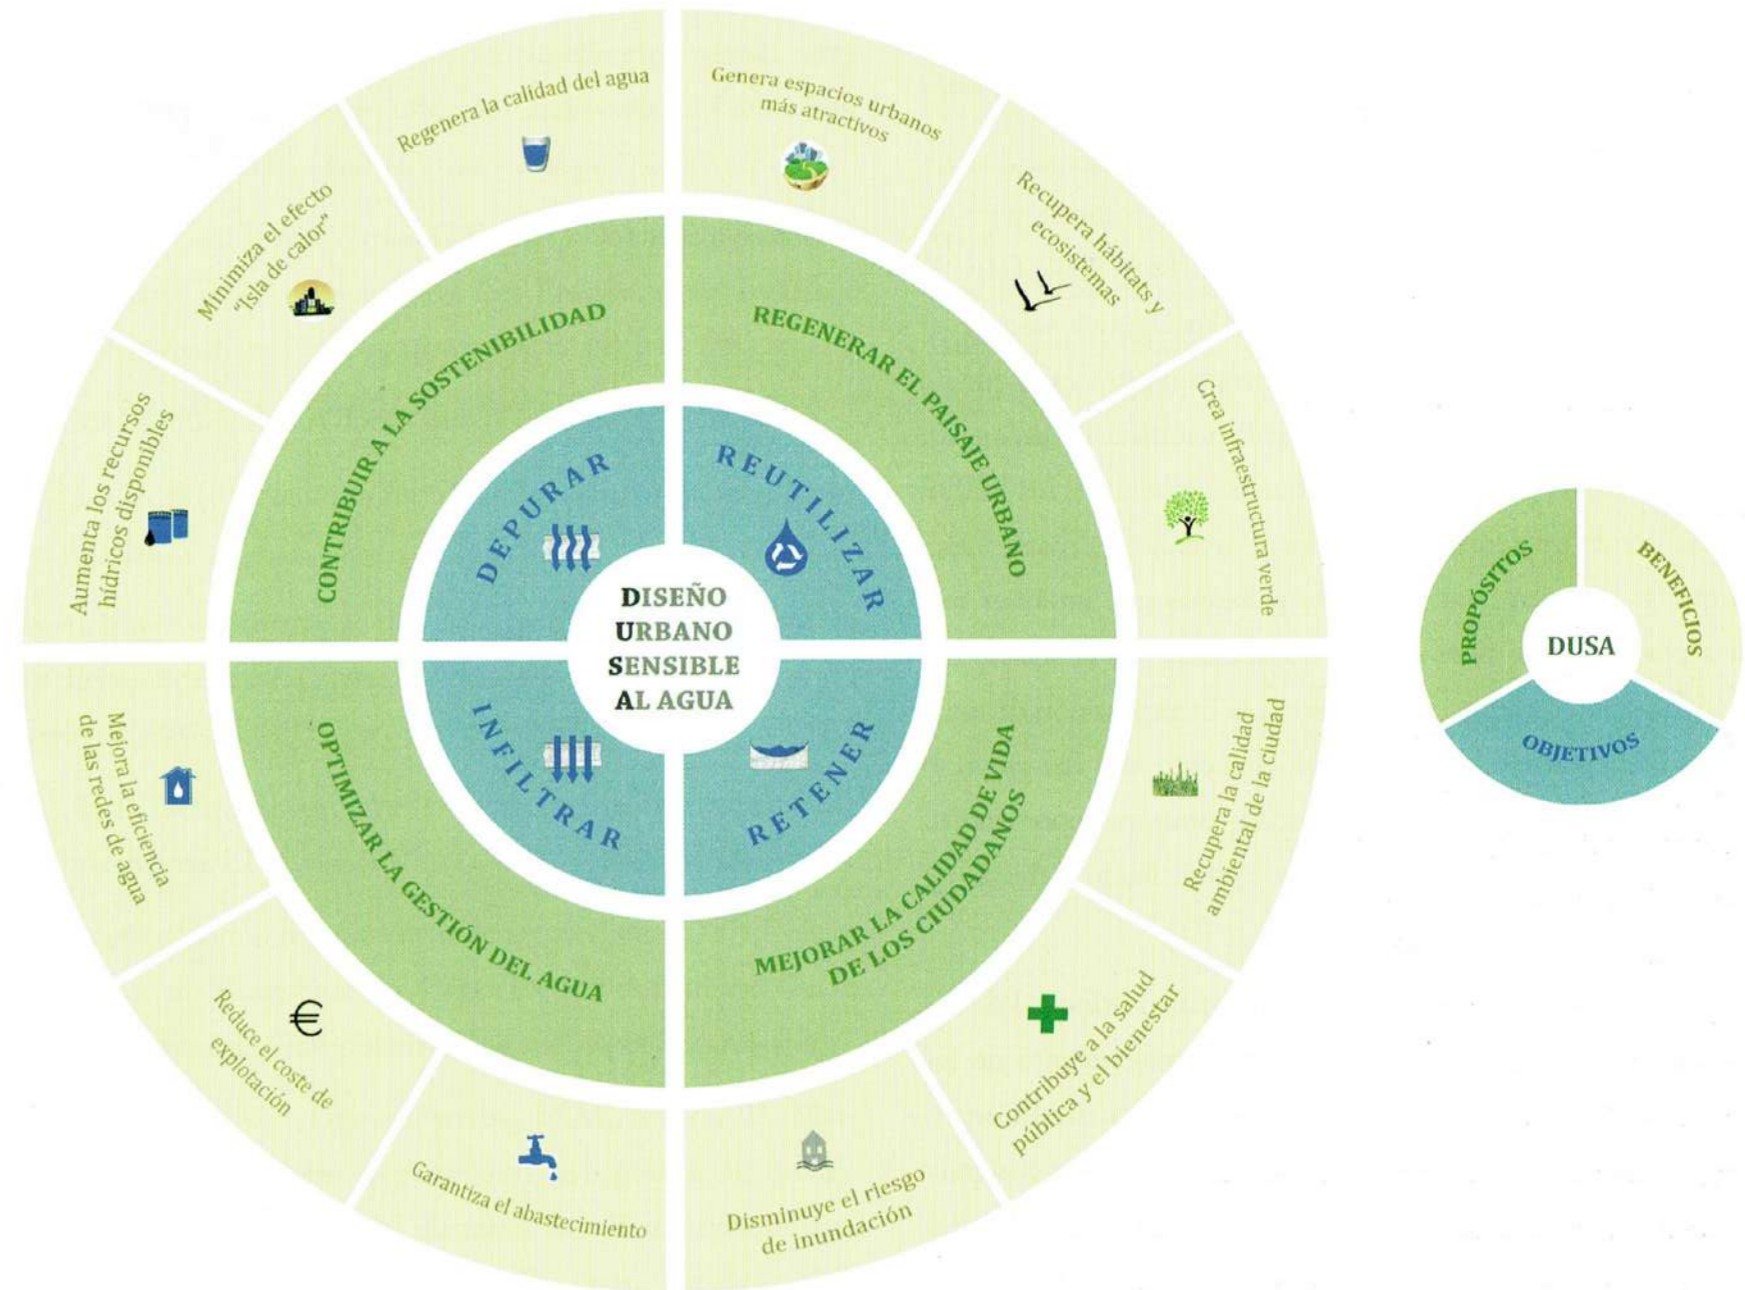 Regenera la calidad del agua
Genera espacios urbanos
más atractivos
Minimiza el efecto
"Isla de calor"
Recupera hábitats y
ecosistemas
Aumenta los recursos
hídricos disponibles
Crea infraestructura verde
CONTRIBUIR A LA SOSTENIBILIDAD
REGENERAR EL PAISAJE URBANO
DEPURAR
REUTILIZAR
DISEÑO
URBANO
SENSIBLE
AL AGUA
INFILTRAR
RETENER
OPTIMIZAR LA GESTIÓN DEL AGUA
MEJORAR LA CALIDAD DE VIDA
DE LOS CIUDADANOS
Mejora la eficiencia
de las redes de agua
Recupera la calidad
ambiental de la ciudad
€
Reduce el coste de
explotación
Contribuye a la salud
pública y el bienestar
Garantiza el abastecimiento
Disminuye el riesgo
de inundación
PROPÓSITOS
BENEFICIOS
DUSA
OBJETIVOS